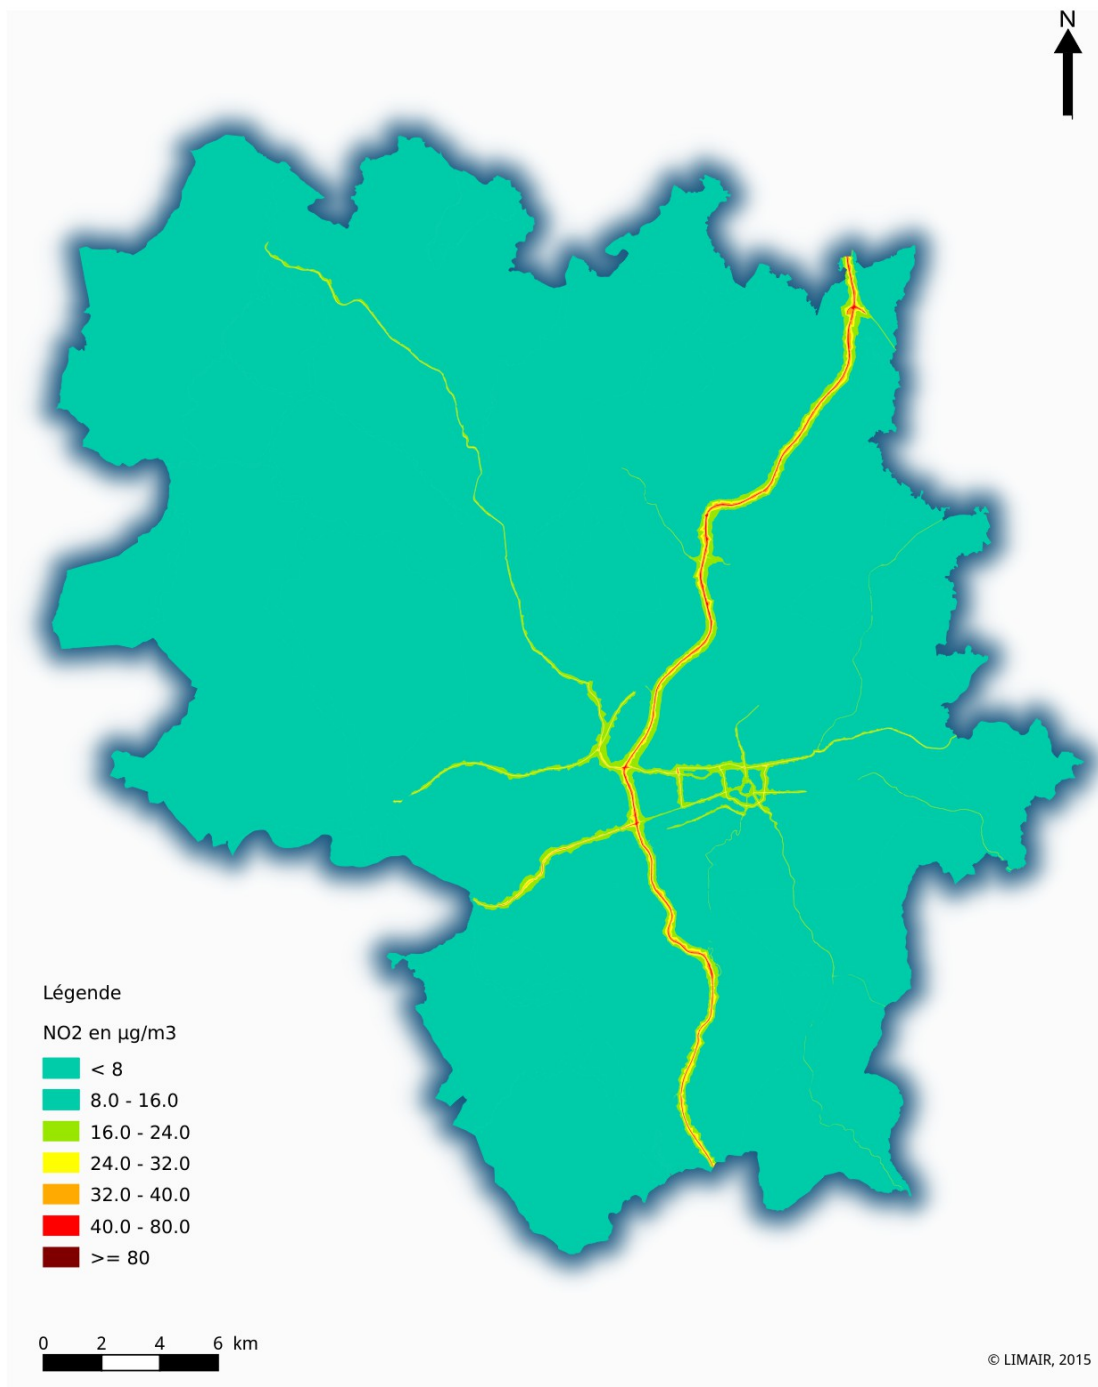 N
Légende
NO2 en µg/m3
< 8
8.0 - 16.0
16.0 - 24.0
24.0 - 32.0
32.0 - 40.0
40.0 - 80.0
>= 80
0 2 4 6 km
© LIMAIR, 2015